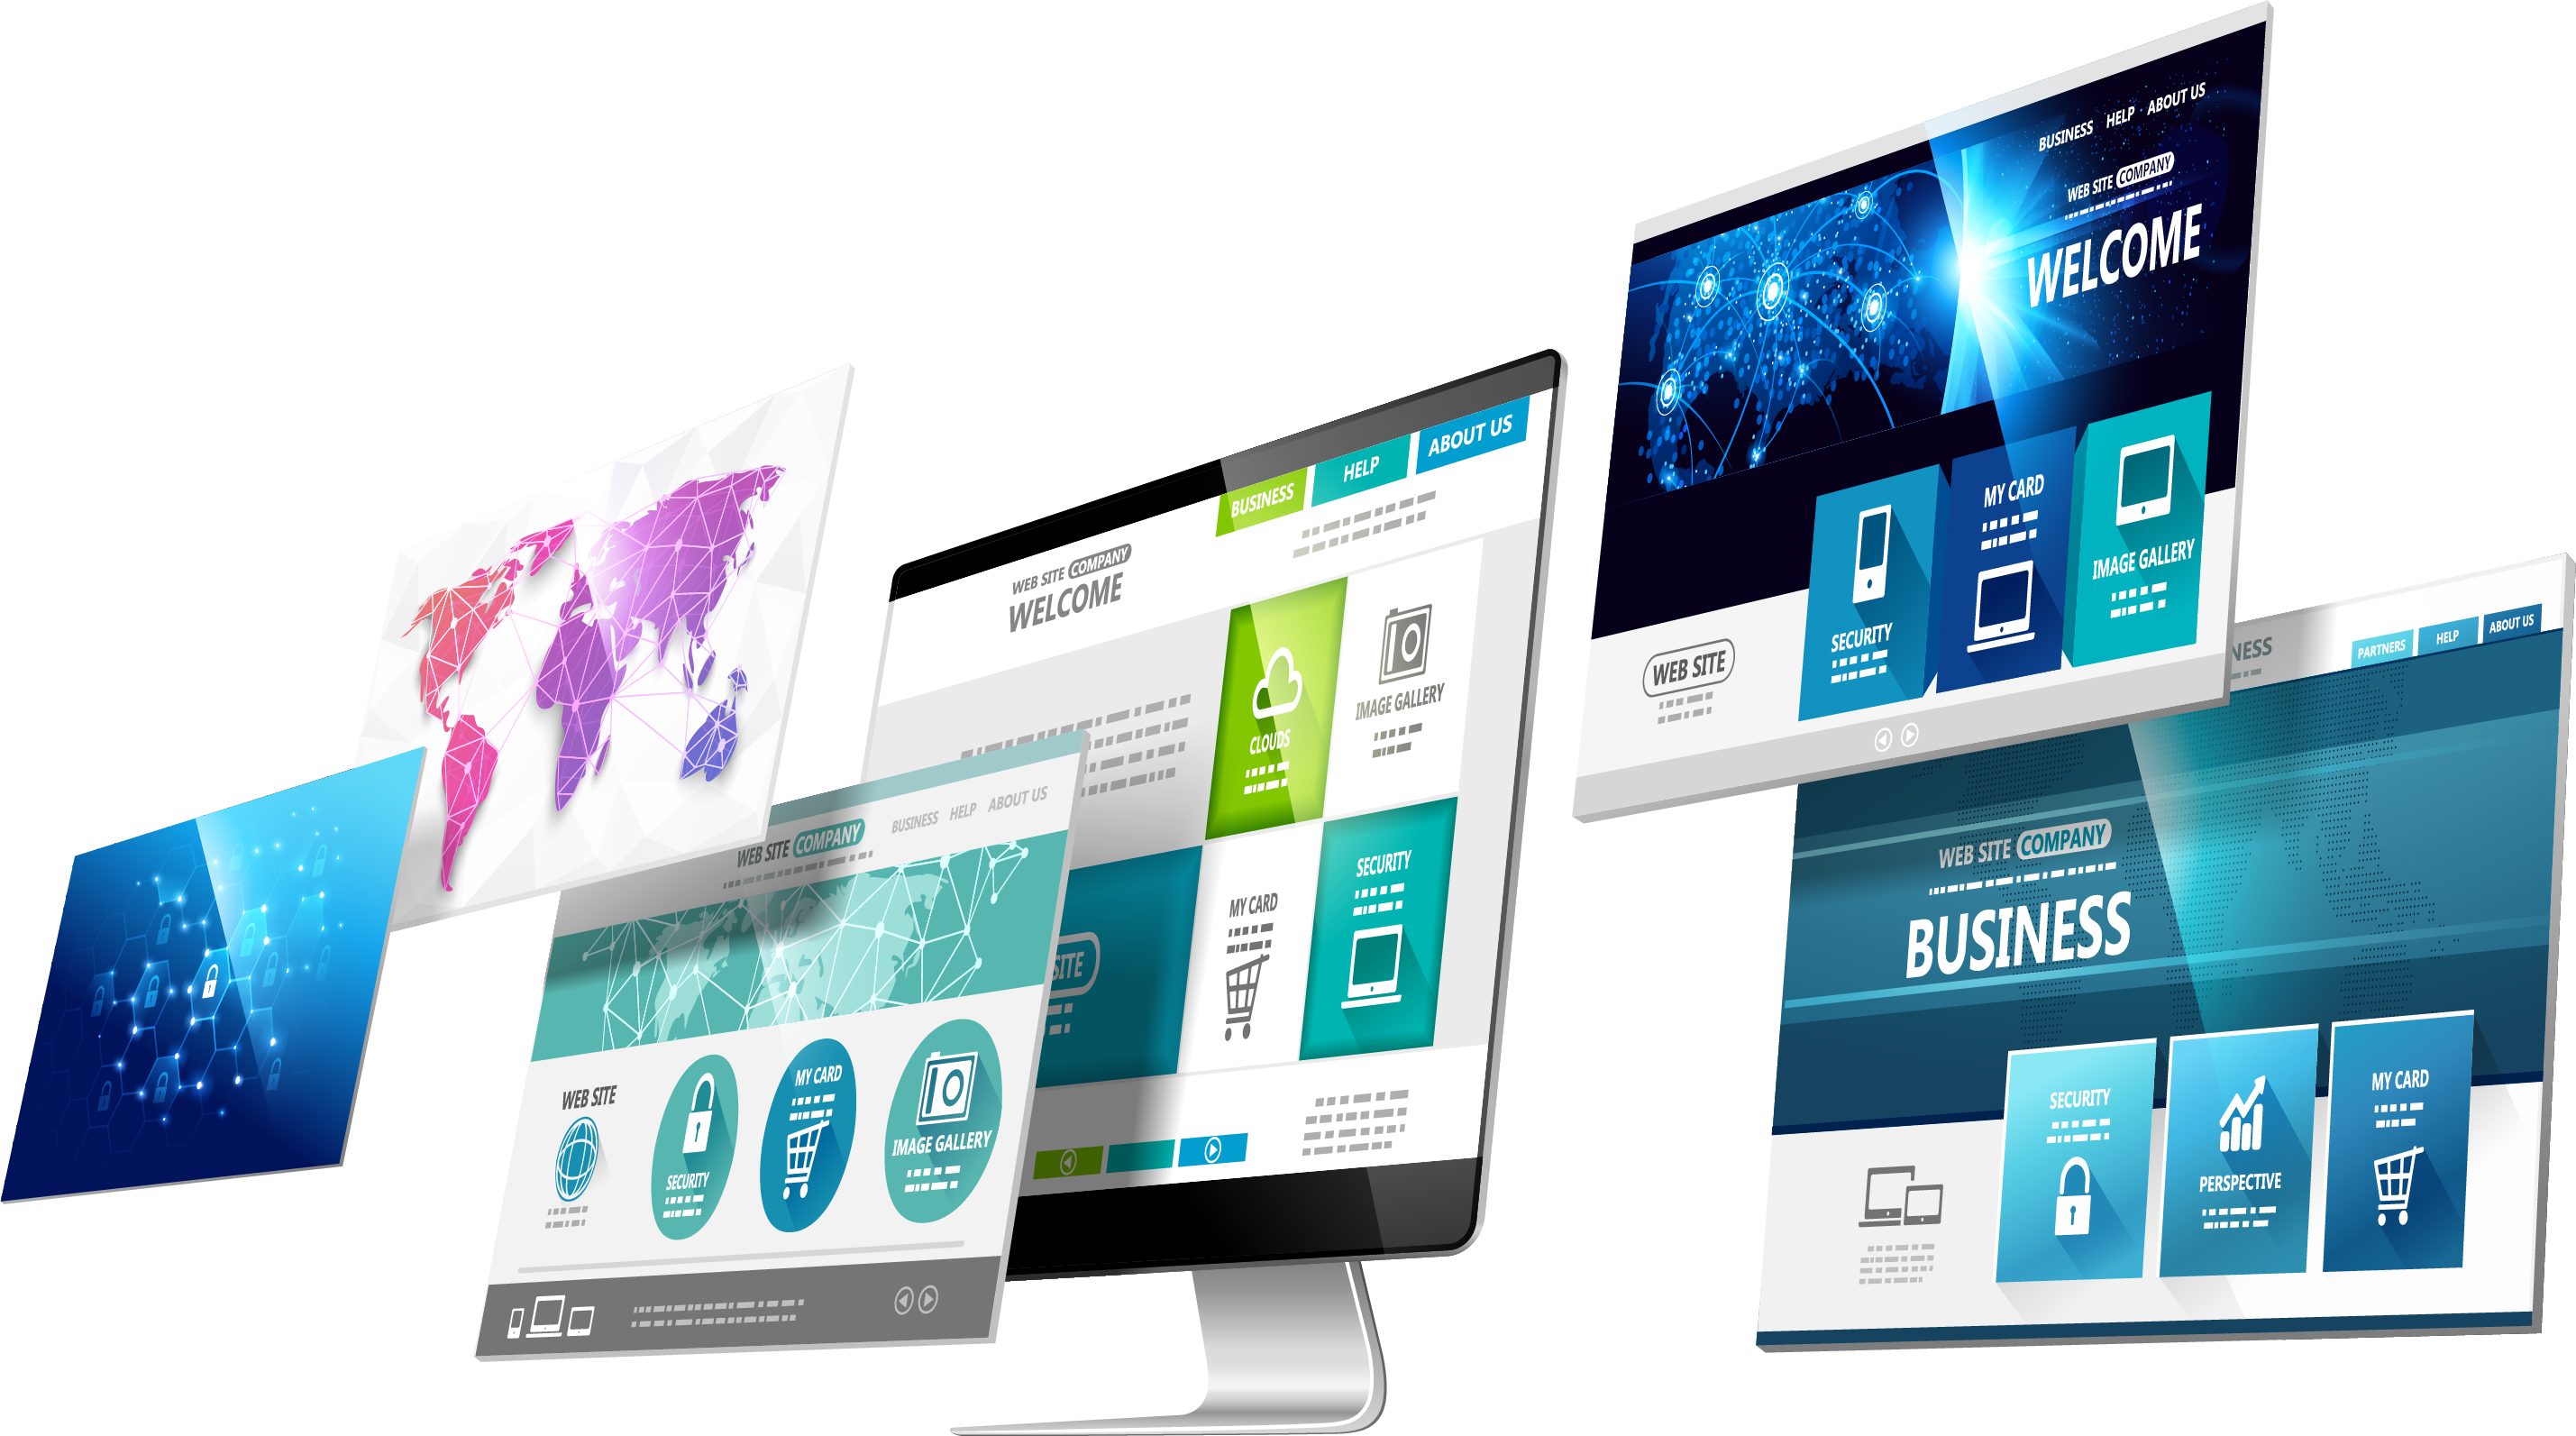 BUSINESS HELP ABOUT US
WEB SITE COMPANY
WELCOME
SECURITY
MY CARD
IMAGE GALLERY
WEB SITE
BUSINESS HELP ABOUT US
WEB SITE COMPANY
WELCOME
CLOUDS
IMAGE GALLERY
SITE
MY CARD
SECURITY
BUSINESS HELP ABOUT US
WEB SITE COMPANY
WEB SITE
SECURITY
MY CARD
IMAGE GALLERY
NESS
PARTNERS HELP ABOUT US
WEB SITE COMPANY
BUSINESS
SECURITY
PERSPECTIVE
MY CARD